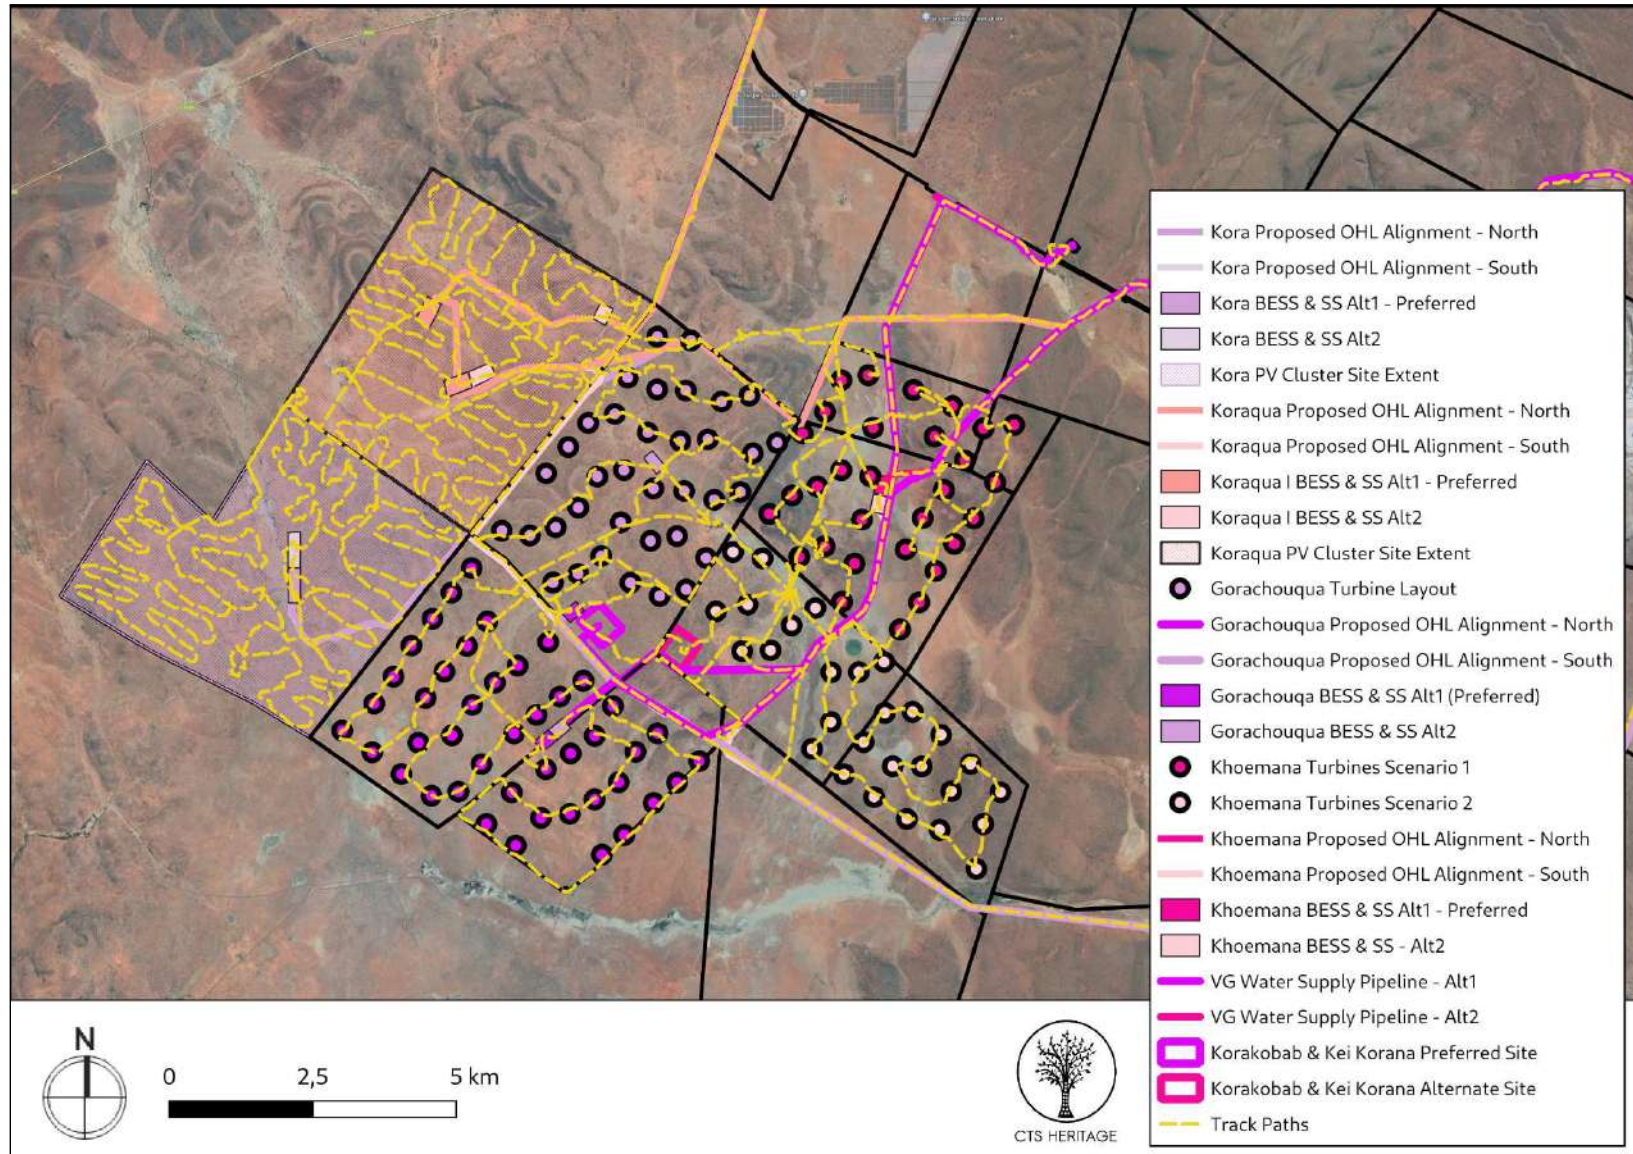 Kora Proposed OHL Alignment - North
Kora Proposed OHL Alignment - South
Kora BESS & SS Alt1 - Preferred
Kora BESS & SS Alt2
Kora PV Cluster Site Extent
Koraqua Proposed OHL Alignment - North
Koraqua Proposed OHL Alignment - South
Koraqua I BESS & SS Alt1 - Preferred
Koraqua I BESS & SS Alt2
Koraqua PV Cluster Site Extent
Gorachouqua Turbine Layout
Gorachouqua Proposed OHL Alignment - North
Gorachouqua Proposed OHL Alignment - South
Gorachouqa BESS & SS Alt1 (Preferred)
Gorachouqua BESS & SS Alt2
Khoemana Turbines Scenario 1
Khoemana Turbines Scenario 2
Khoemana Proposed OHL Alignment - North
Khoemana Proposed OHL Alignment - South
Khoemana BESS & SS Alt1 - Preferred
Khoemana BESS & SS - Alt2
VG Water Supply Pipeline - Alt1
VG Water Supply Pipeline - Alt2
Korakobab & Kei Korana Preferred Site
Korakobab & Kei Korana Alternate Site
Track Paths
N
0 2,5 5 km
CTS HERITAGE